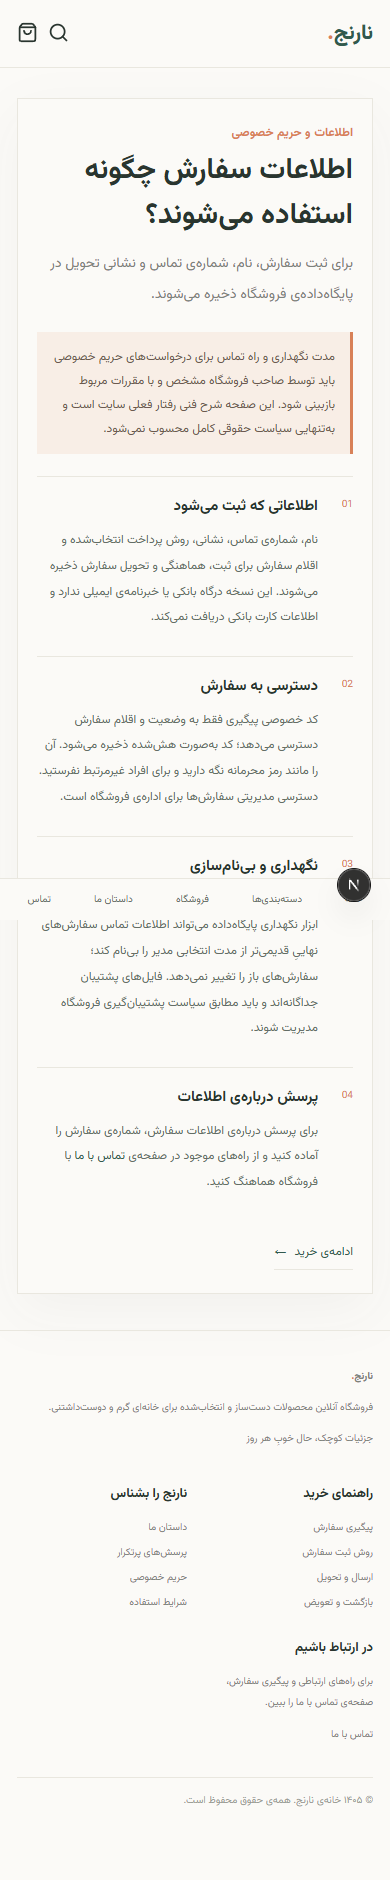 نارنج.
اطلاعات و حریم خصوصی
اطلاعات سفارش چگونه
استفاده می‌شوند؟
برای ثبت سفارش، نام، شماره‌ی تماس و نشانی تحویل در
پایگاه‌داده‌ی فروشگاه ذخیره می‌شوند.
مدت نگهداری و راه تماس برای درخواست‌های حریم خصوصی
باید توسط صاحب فروشگاه مشخص و با مقررات مربوط
بازبینی شود. این صفحه شرح فنی رفتار فعلی سایت است و
به‌تنهایی سیاست حقوقی کامل محسوب نمی‌شود.
01
اطلاعاتی که ثبت می‌شود
نام، شماره‌ی تماس، نشانی، روش پرداخت انتخاب‌شده و
اقلام سفارش برای ثبت، هماهنگی و تحویل سفارش ذخیره
می‌شوند. این نسخه درگاه بانکی یا خبرنامه‌ی ایمیلی ندارد و
اطلاعات کارت بانکی دریافت نمی‌کند.
02
دسترسی به سفارش
کد خصوصی پیگیری فقط به وضعیت و اقلام سفارش
دسترسی می‌دهد؛ کد به‌صورت هش‌شده ذخیره می‌شود. آن
را مانند رمز محرمانه نگه دارید و برای افراد غیرمرتبط نفرستید.
دسترسی مدیریتی سفارش‌ها برای اداره‌ی فروشگاه است.
03
نگهداری و بی‌نام‌سازی
N
دسته‌بندی‌ها
فروشگاه
داستان ما
تماس
ابزار نگهداری پایگاه‌داده می‌تواند اطلاعات تماس سفارش‌های
نهاییِ قدیمی‌تر از مدت انتخابی مدیر را بی‌نام کند؛
سفارش‌های باز را تغییر نمی‌دهد. فایل‌های پشتیبان
جداگانه‌اند و باید مطابق سیاست پشتیبان‌گیری فروشگاه
مدیریت شوند.
04
پرسش درباره‌ی اطلاعات
برای پرسش درباره‌ی اطلاعات سفارش، شماره‌ی سفارش را
آماده کنید و از راه‌های موجود در صفحه‌ی تماس با ما با
فروشگاه هماهنگ کنید.
ادامه‌ی خرید ←
نارنج.
فروشگاه آنلاین محصولات دست‌ساز و انتخاب‌شده برای خانه‌ای گرم و دوست‌داشتنی.
جزئیات کوچک، حال خوبِ هر روز
راهنمای خرید
پیگیری سفارش
روش ثبت سفارش
ارسال و تحویل
بازگشت و تعویض
نارنج را بشناس
داستان ما
پرسش‌های پرتکرار
حریم خصوصی
شرایط استفاده
در ارتباط باشیم
برای راه‌های ارتباطی و پیگیری سفارش،
صفحه‌ی تماس با ما را ببین.
تماس با ما
© ۱۴۰۵ خانه‌ی نارنج. همه‌ی حقوق محفوظ است.